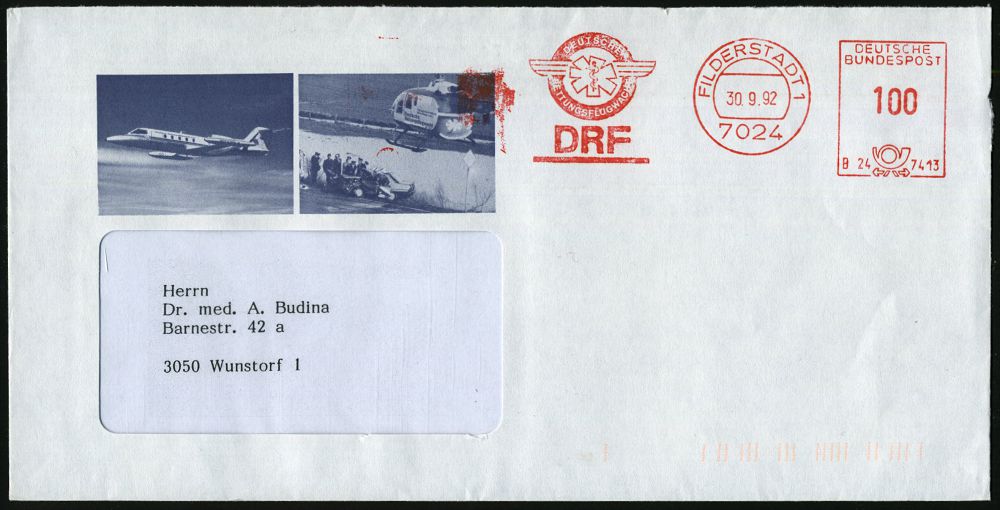 DEUTSCHE
RETTUNGSFLUGWACHT
DRF
FILDERSTADT 1
30.9.92
7024
DEUTSCHE
BUNDESPOST
100
B 24 7413
Herrn
Dr. med. A. Budina
Barnestr. 42 a
3050 Wunstorf 1